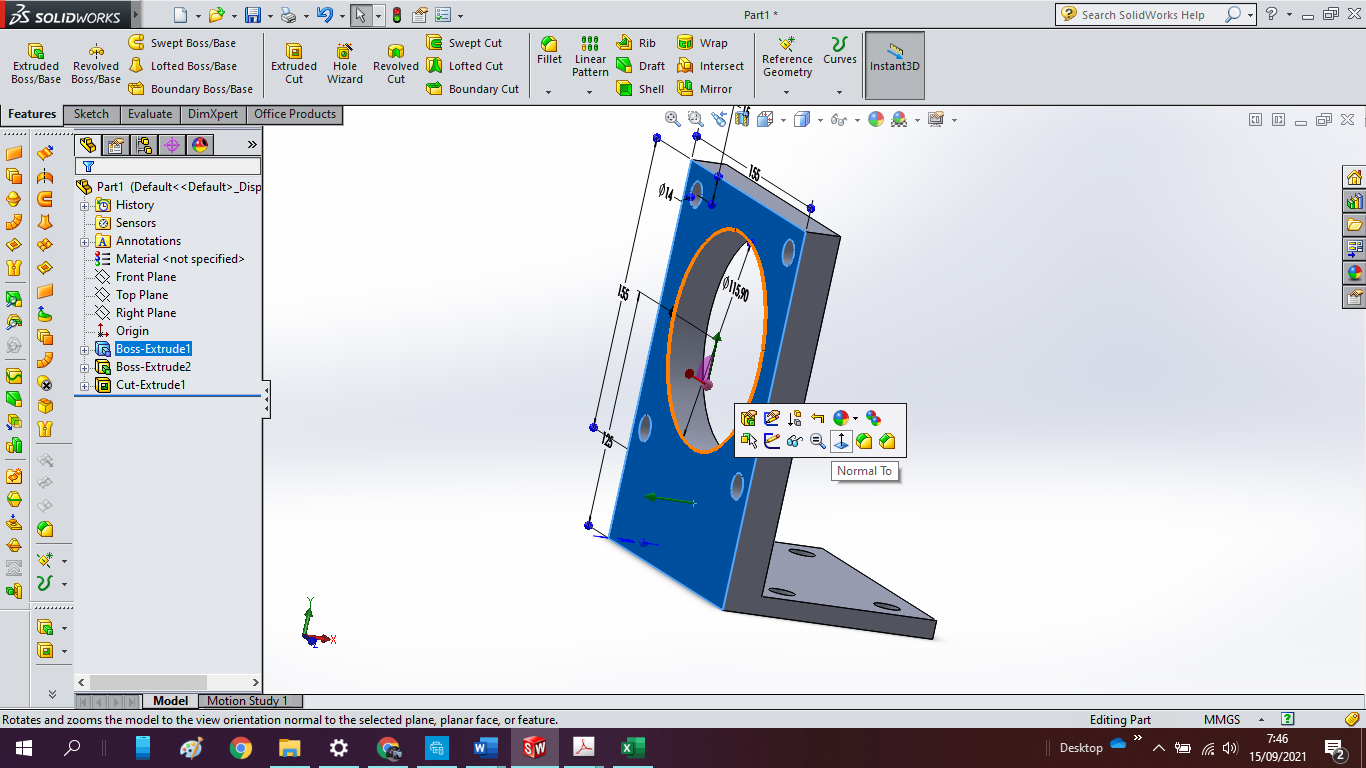 SOLIDWORKS
Part1 *
Search SolidWorks Help
Extruded Boss/Base
Revolved Boss/Base
Swept Boss/Base
Lofted Boss/Base
Boundary Boss/Base
Extruded Cut
Hole Wizard
Revolved Cut
Swept Cut
Lofted Cut
Boundary Cut
Fillet
Linear Pattern
Rib
Draft
Shell
Wrap
Intersect
Mirror
Reference Geometry
Curves
Instant3D
Features
Sketch
Evaluate
DimXpert
Office Products
Part1 (Default<<Default>_Disp
History
Sensors
Annotations
Material <not specified>
Front Plane
Top Plane
Right Plane
Origin
Boss-Extrude1
Boss-Extrude2
Cut-Extrude1
15
155
Ø14
155
Ø115,90
125
Normal To
Y
X
Z
Model
Motion Study 1
Rotates and zooms the model to the view orientation normal to the selected plane, planar face, or feature.
Editing Part
MMGS
Desktop
7:46
15/09/2021
2